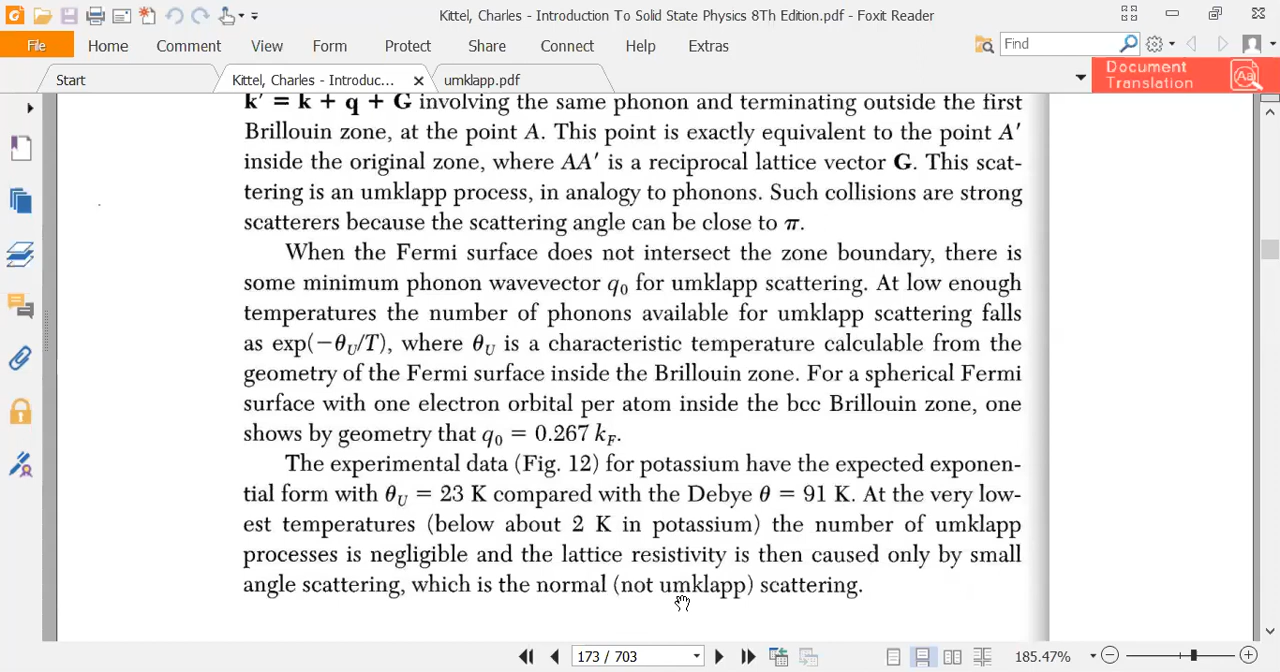 Kittel, Charles - Introduction To Solid State Physics 8Th Edition.pdf - Foxit Reader
File Home Comment View Form Protect Share Connect Help Extras Find
Start Kittel, Charles - Introduc... umklapp.pdf Document Translation
k′ = k + q + G involving the same phonon and terminating outside the first
Brillouin zone, at the point A. This point is exactly equivalent to the point A′
inside the original zone, where AA′ is a reciprocal lattice vector G. This scat-
tering is an umklapp process, in analogy to phonons. Such collisions are strong
scatterers because the scattering angle can be close to π.
When the Fermi surface does not intersect the zone boundary, there is
some minimum phonon wavevector q₀ for umklapp scattering. At low enough
temperatures the number of phonons available for umklapp scattering falls
as exp(−θ_U/T), where θ_U is a characteristic temperature calculable from the
geometry of the Fermi surface inside the Brillouin zone. For a spherical Fermi
surface with one electron orbital per atom inside the bcc Brillouin zone, one
shows by geometry that q₀ = 0.267 k_F.
The experimental data (Fig. 12) for potassium have the expected exponen-
tial form with θ_U = 23 K compared with the Debye θ = 91 K. At the very low-
est temperatures (below about 2 K in potassium) the number of umklapp
processes is negligible and the lattice resistivity is then caused only by small
angle scattering, which is the normal (not umklapp) scattering.
173 / 703 185.47%